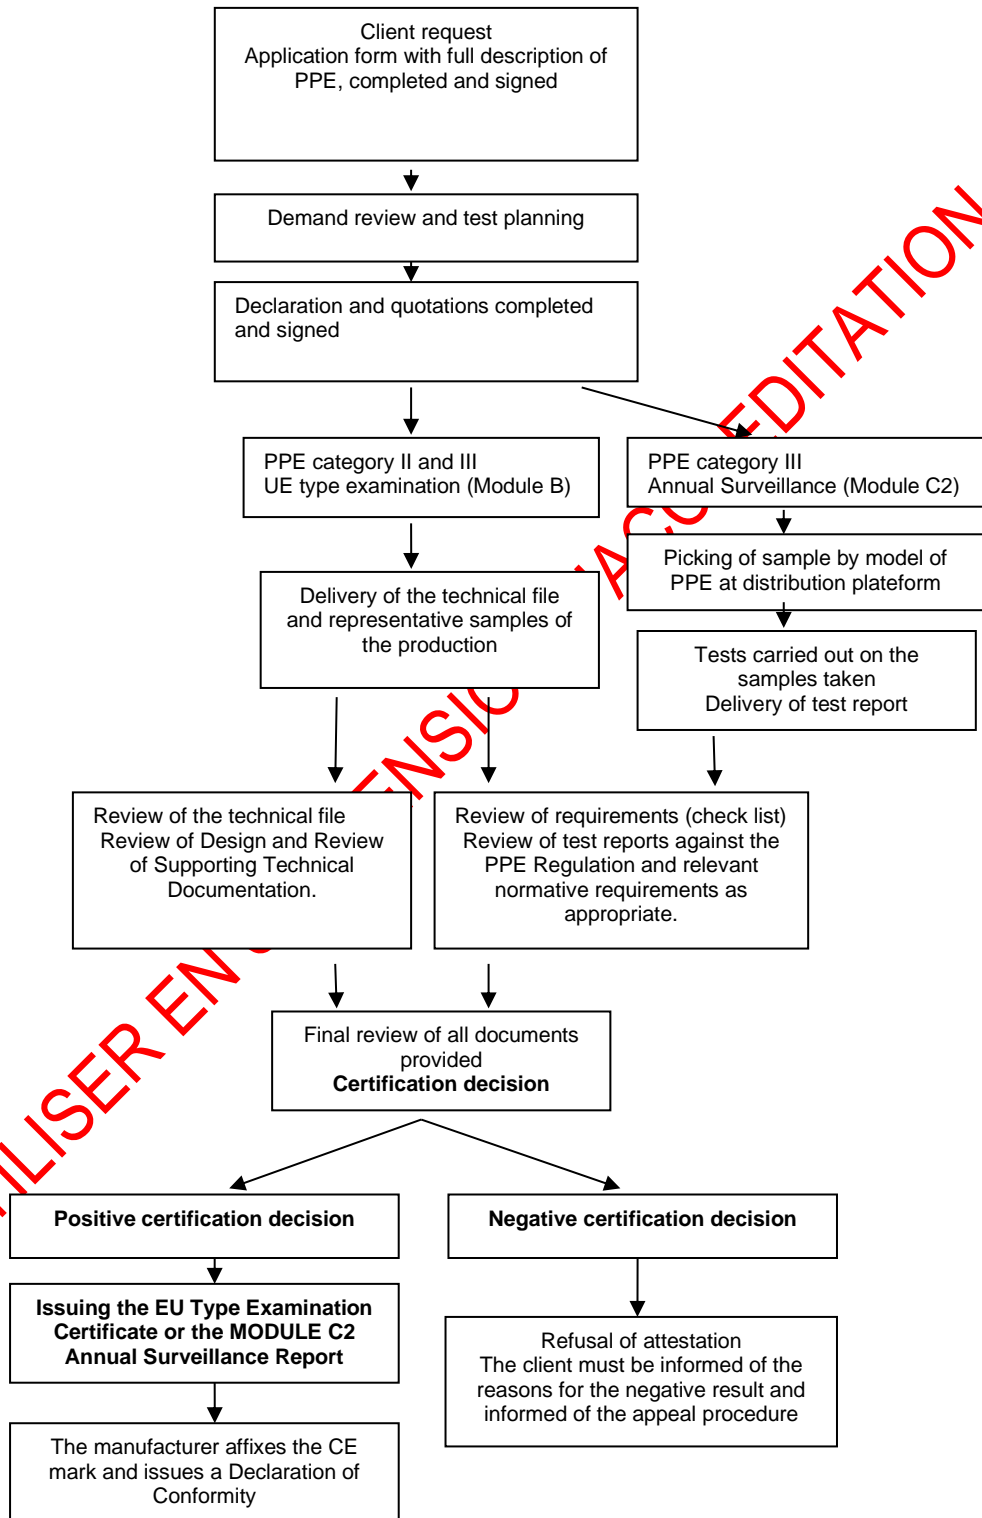 Client request
Application form with full description of
PPE, completed and signed
Demand review and test planning
Declaration and quotations completed
and signed
PPE category II and III
UE type examination (Module B)
PPE category III
Annual Surveillance (Module C2)
Picking of sample by model of
PPE at distribution plateform
Delivery of the technical file
and representative samples of
the production
Tests carried out on the
samples taken
Delivery of test report
Review of the technical file
Review of Design and Review
of Supporting Technical
Documentation.
Review of requirements (check list)
Review of test reports against the
PPE Regulation and relevant
normative requirements as
appropriate.
Final review of all documents
provided
Certification decision
Positive certification decision
Negative certification decision
Issuing the EU Type Examination
Certificate or the MODULE C2
Annual Surveillance Report
Refusal of attestation
The client must be informed of the
reasons for the negative result and
informed of the appeal procedure
The manufacturer affixes the CE
mark and issues a Declaration of
Conformity